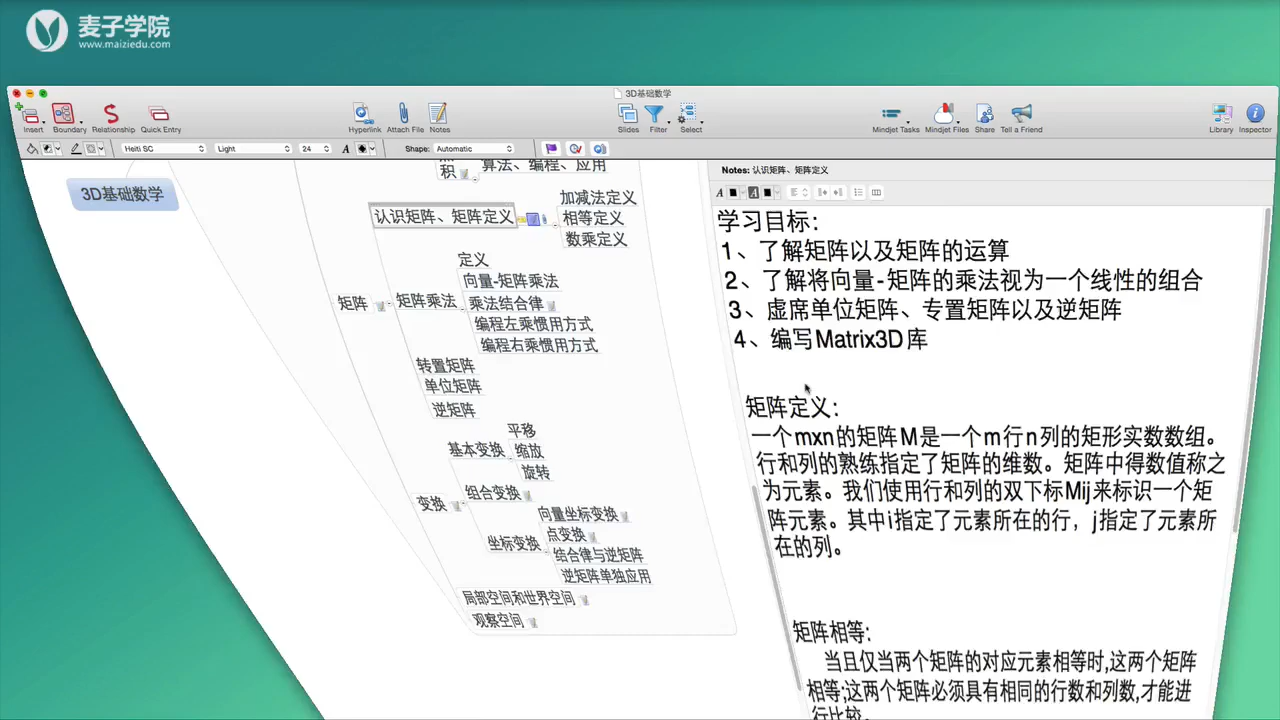 麦子学院
www.maiziedu.com
3D基础数学
Insert
Boundary
Relationship
Quick Entry
Hyperlink
Attach File
Notes
Slides
Filter
Select
Mindjet Tasks
Mindjet Files
Share
Tell a Friend
Library
Inspector
Heiti SC
Light
24
A
Shape:
Automatic
3D基础数学
积
算法、编程、应用
认识矩阵、矩阵定义
加减法定义
相等定义
数乘定义
矩阵
矩阵乘法
定义
向量-矩阵乘法
乘法结合律
编程左乘惯用方式
编程右乘惯用方式
转置矩阵
单位矩阵
逆矩阵
变换
基本变换
平移
缩放
旋转
组合变换
坐标变换
向量坐标变换
点变换
结合律与逆矩阵
逆矩阵单独应用
局部空间和世界空间
观察空间
Notes: 认识矩阵、矩阵定义
学习目标:
1、了解矩阵以及矩阵的运算
2、了解将向量-矩阵的乘法视为一个线性的组合
3、虚席单位矩阵、专置矩阵以及逆矩阵
4、编写Matrix3D库
矩阵定义:
一个mxn的矩阵M是一个m行n列的矩形实数数组。
行和列的熟练指定了矩阵的维数。矩阵中得数值称之
为元素。我们使用行和列的双下标Mij来标识一个矩
阵元素。其中i指定了元素所在的行，j指定了元素所
在的列。
矩阵相等:
当且仅当两个矩阵的对应元素相等时,这两个矩阵
相等;这两个矩阵必须具有相同的行数和列数,才能进
行比较。